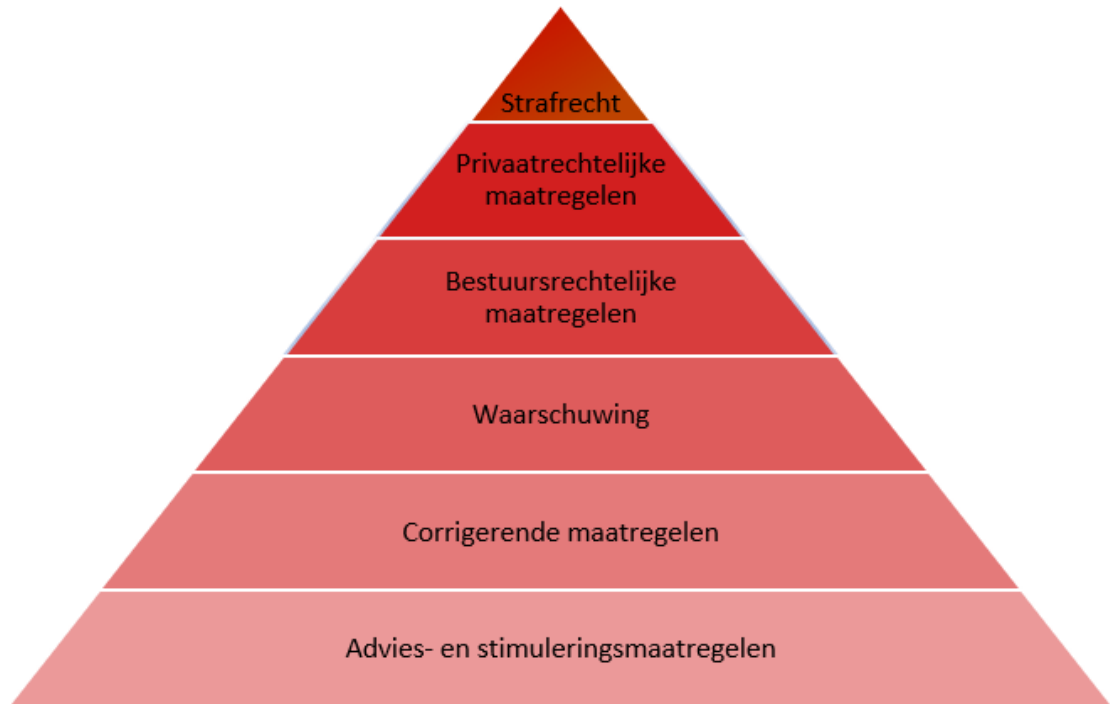 Strafrecht
Privaatrechtelijke
maatregelen
Bestuursrechtelijke
maatregelen
Waarschuwing
Corrigerende maatregelen
Advies- en stimuleringsmaatregelen